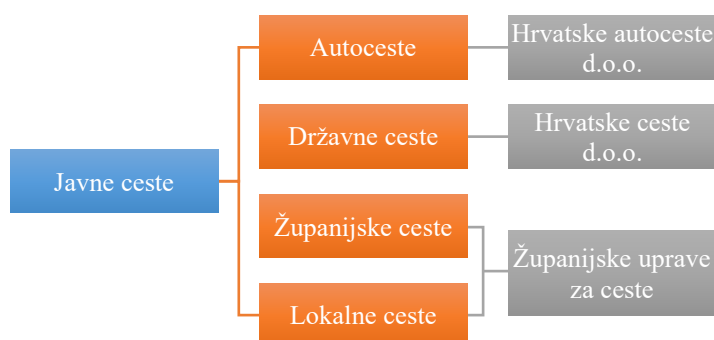 Javne ceste
Autoceste
Hrvatske autoceste
d.o.o.
Državne ceste
Hrvatske ceste
d.o.o.
Županijske ceste
Lokalne ceste
Županijske uprave
za ceste